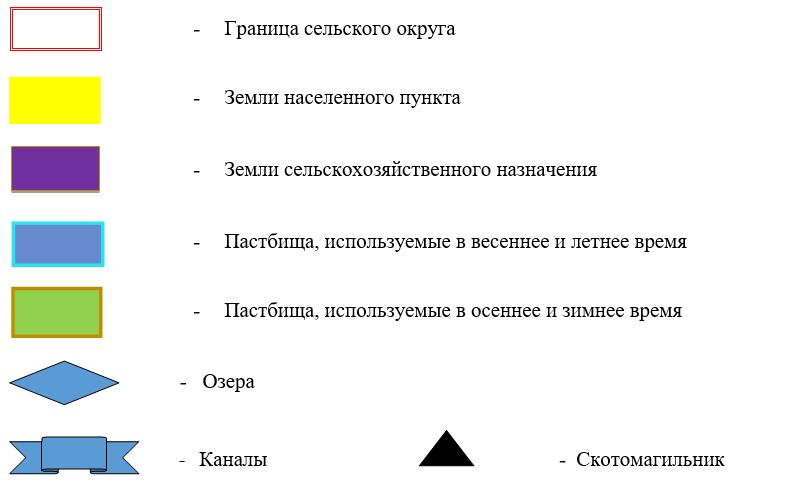 - Граница сельского округа
- Земли населенного пункта
- Земли сельскохозяйственного назначения
- Пастбища, используемые в весеннее и летнее время
- Пастбища, используемые в осеннее и зимнее время
- Озера
- Каналы
- Скотомагильник